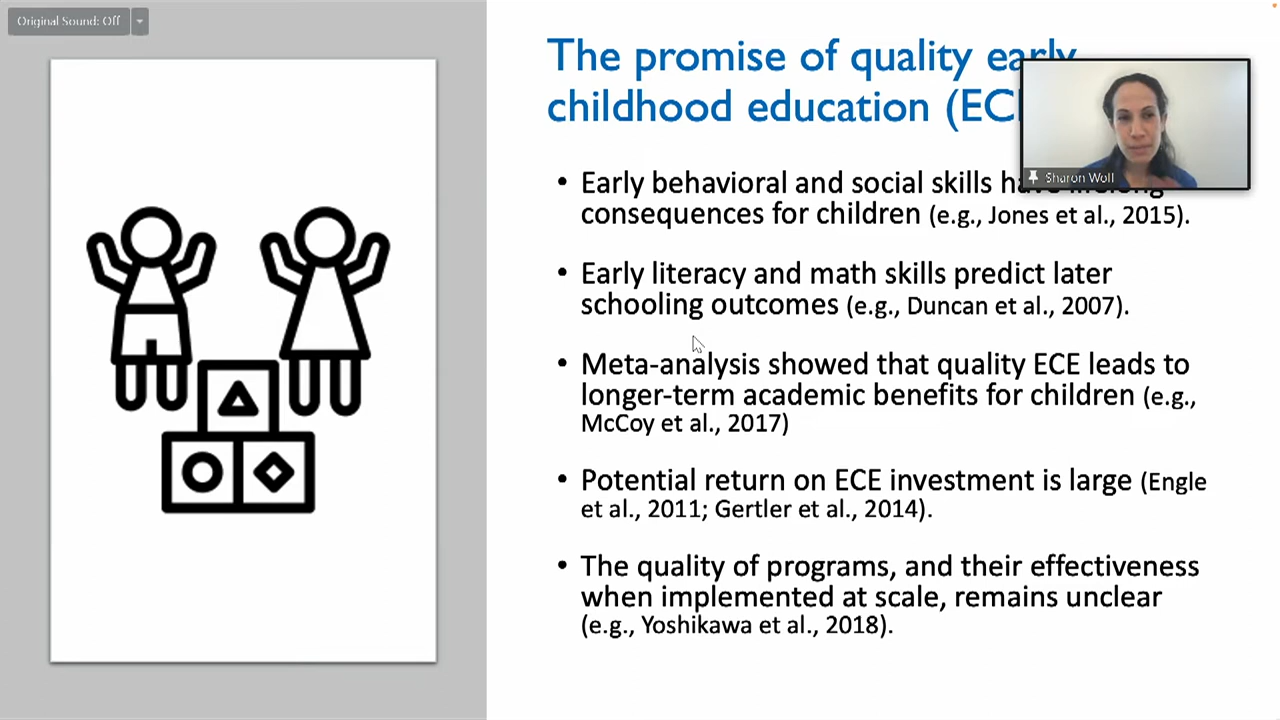 Original Sound: Off
The promise of quality early
childhood education (EC
Sharon Wolf
• Early behavioral and social skills have lifelong
consequences for children (e.g., Jones et al., 2015).
• Early literacy and math skills predict later
schooling outcomes (e.g., Duncan et al., 2007).
• Meta-analysis showed that quality ECE leads to
longer-term academic benefits for children (e.g.,
McCoy et al., 2017)
• Potential return on ECE investment is large (Engle
et al., 2011; Gertler et al., 2014).
• The quality of programs, and their effectiveness
when implemented at scale, remains unclear
(e.g., Yoshikawa et al., 2018).